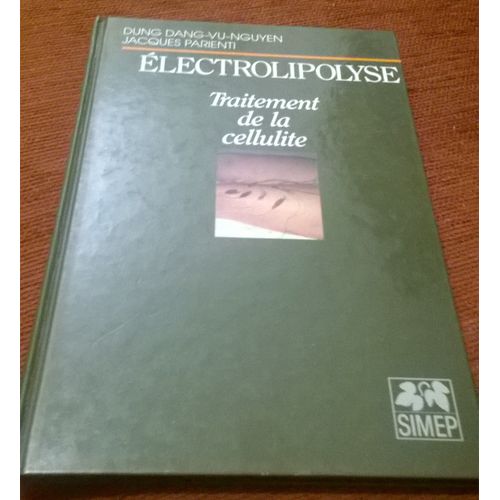 DUNG DANG-VU-NGUYEN
JACQUES PARIENTI
ÉLECTROLIPOLYSE
Traitement
de la
cellulite
SIMEP